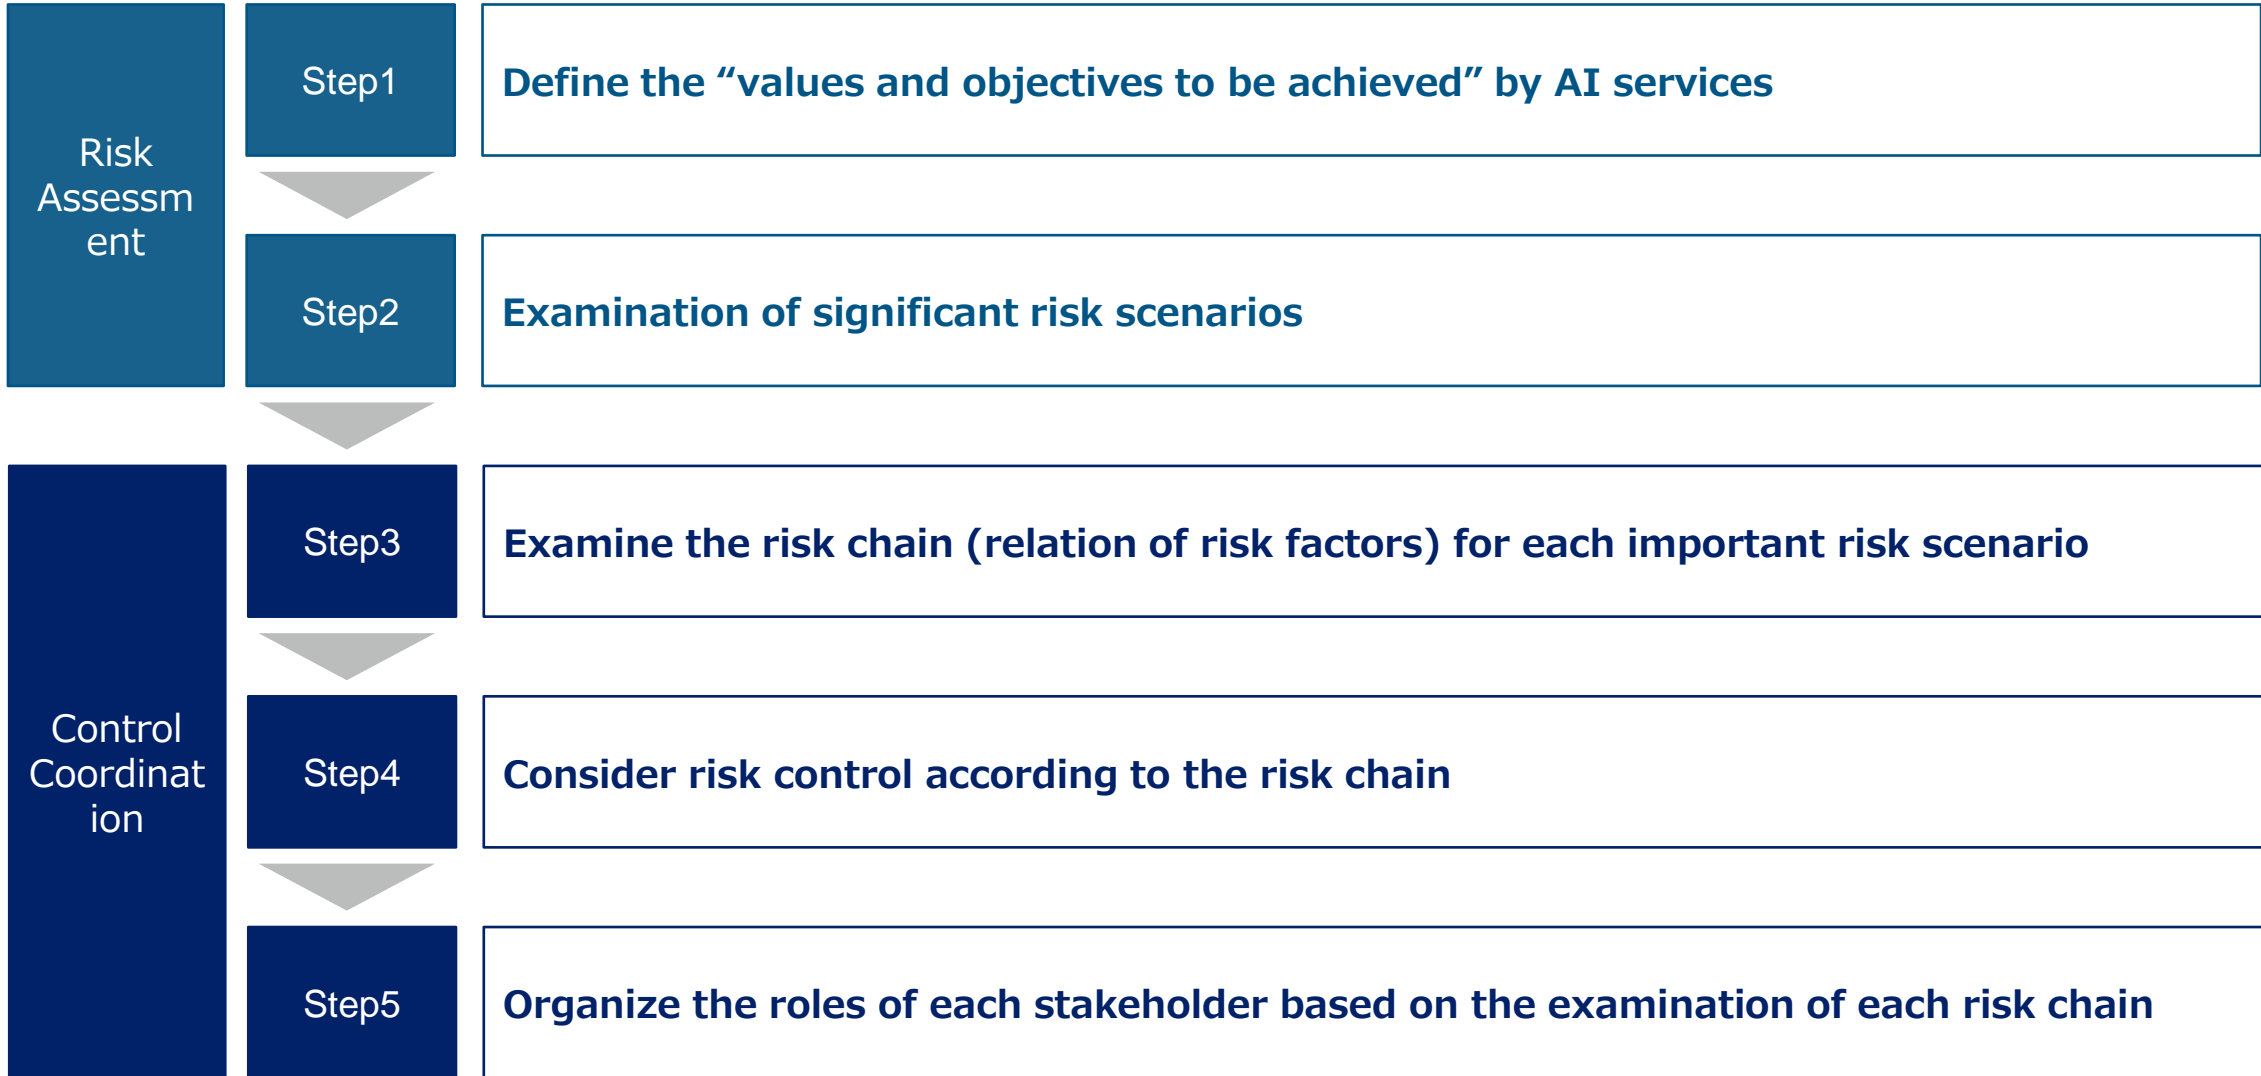 Risk
Assessm
ent
Step1
Define the “values and objectives to be achieved” by AI services
Step2
Examination of significant risk scenarios
Control
Coordinat
ion
Step3
Examine the risk chain (relation of risk factors) for each important risk scenario
Step4
Consider risk control according to the risk chain
Step5
Organize the roles of each stakeholder based on the examination of each risk chain